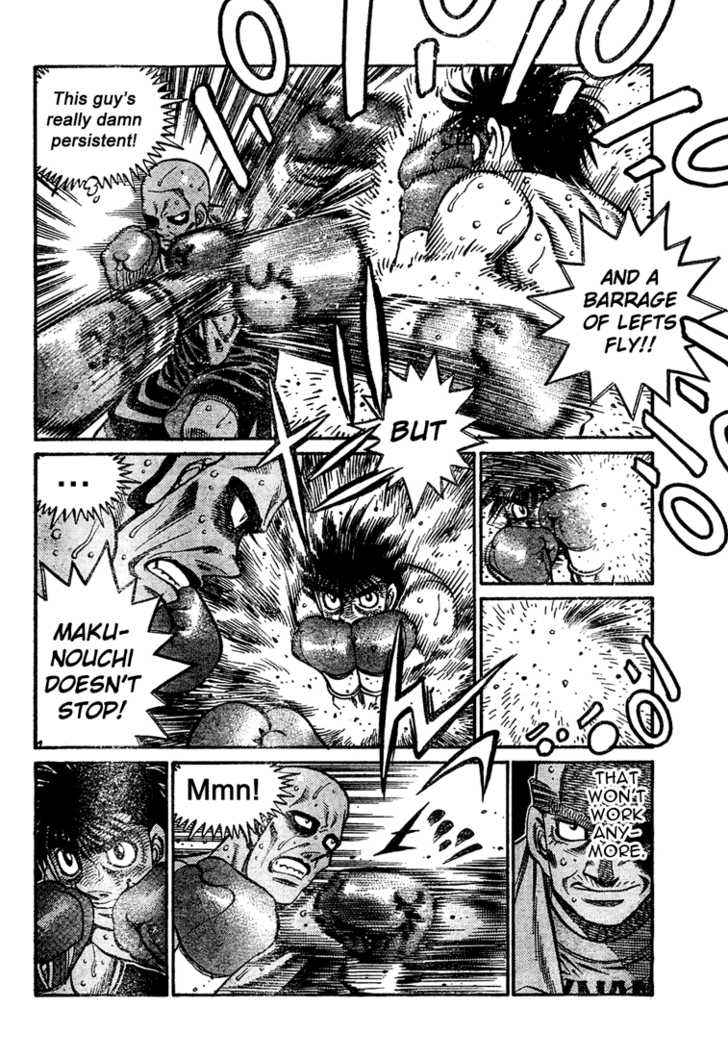 AND A
BARRAGE
OF LEFTS
FLY!!
This guy's
really damn
persistent!
BUT
...
MAKU-
NOUCHI
DOESN'T
STOP!
THAT
WON'T
WORK
ANY-
MORE.
Mmn!